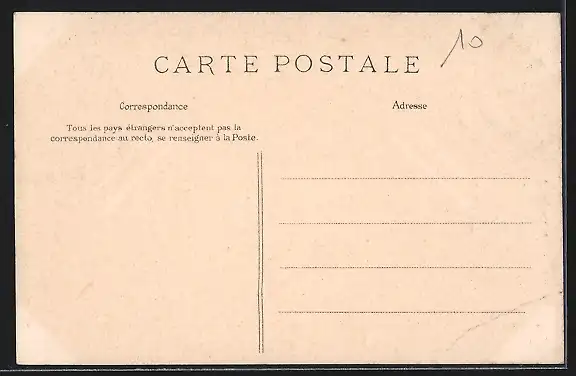 CARTE POSTALE
10
Correspondance
Adresse
Tous les pays étrangers n'acceptent pas la
correspondance au recto, se renseigner à la Poste.